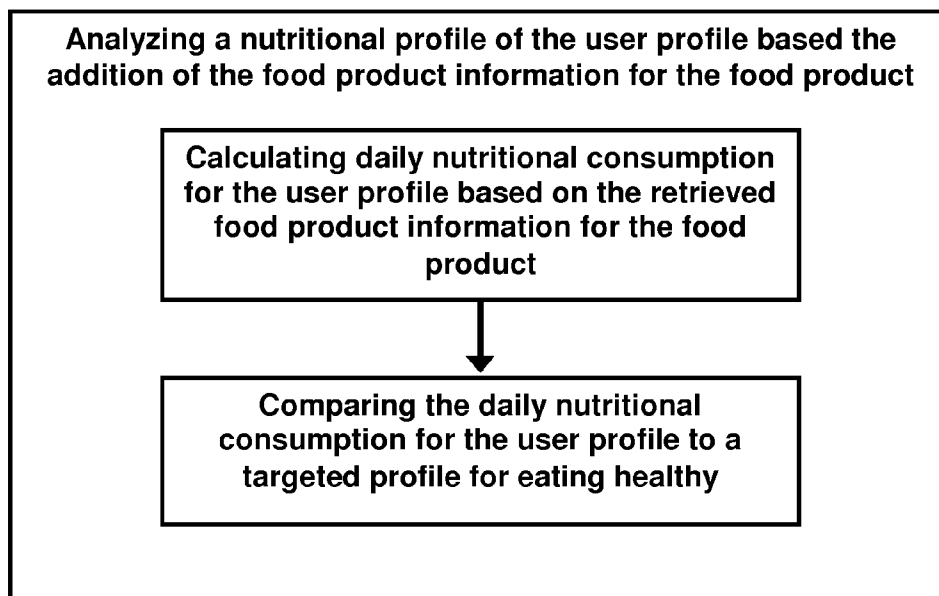 Analyzing a nutritional profile of the user profile based the
addition of the food product information for the food product
Calculating daily nutritional consumption
for the user profile based on the retrieved
food product information for the food
product
Comparing the daily nutritional
consumption for the user profile to a
targeted profile for eating healthy